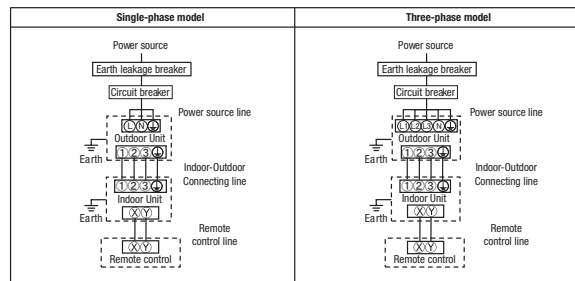 Single-phase model
Power source
Earth leakage breaker
Circuit breaker
Power source line
L N
Outdoor Unit
Earth
1 2 3
Indoor-Outdoor
Connecting line
1 2 3
Indoor Unit
Earth
X Y
Remote
control line
X Y
Remote control
Three-phase model
Power source
Earth leakage breaker
Circuit breaker
Power source line
L1 L2 L3 N
Outdoor Unit
Earth
1 2 3
Indoor-Outdoor
Connecting line
1 2 3
Indoor Unit
Earth
X Y
Remote
control line
X Y
Remote control